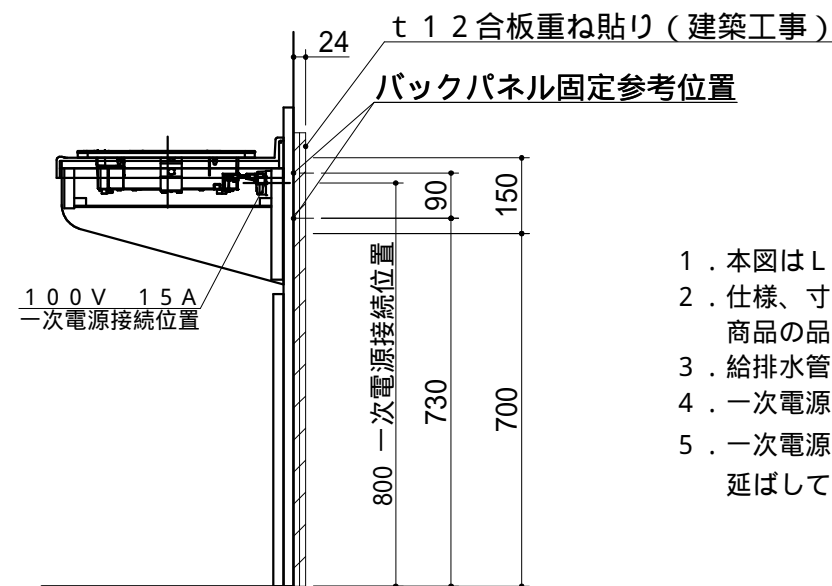 24
ｔ１２合板重ね貼り（建築工事）
バックパネル固定参考位置
90
150
１００Ｖ　１５Ａ
一次電源接続位置
800 一次電源接続位置
730
700
１．本図はＬ
２．仕様、寸
商品の品
３．給排水管
４．一次電源
５．一次電源
延ばして